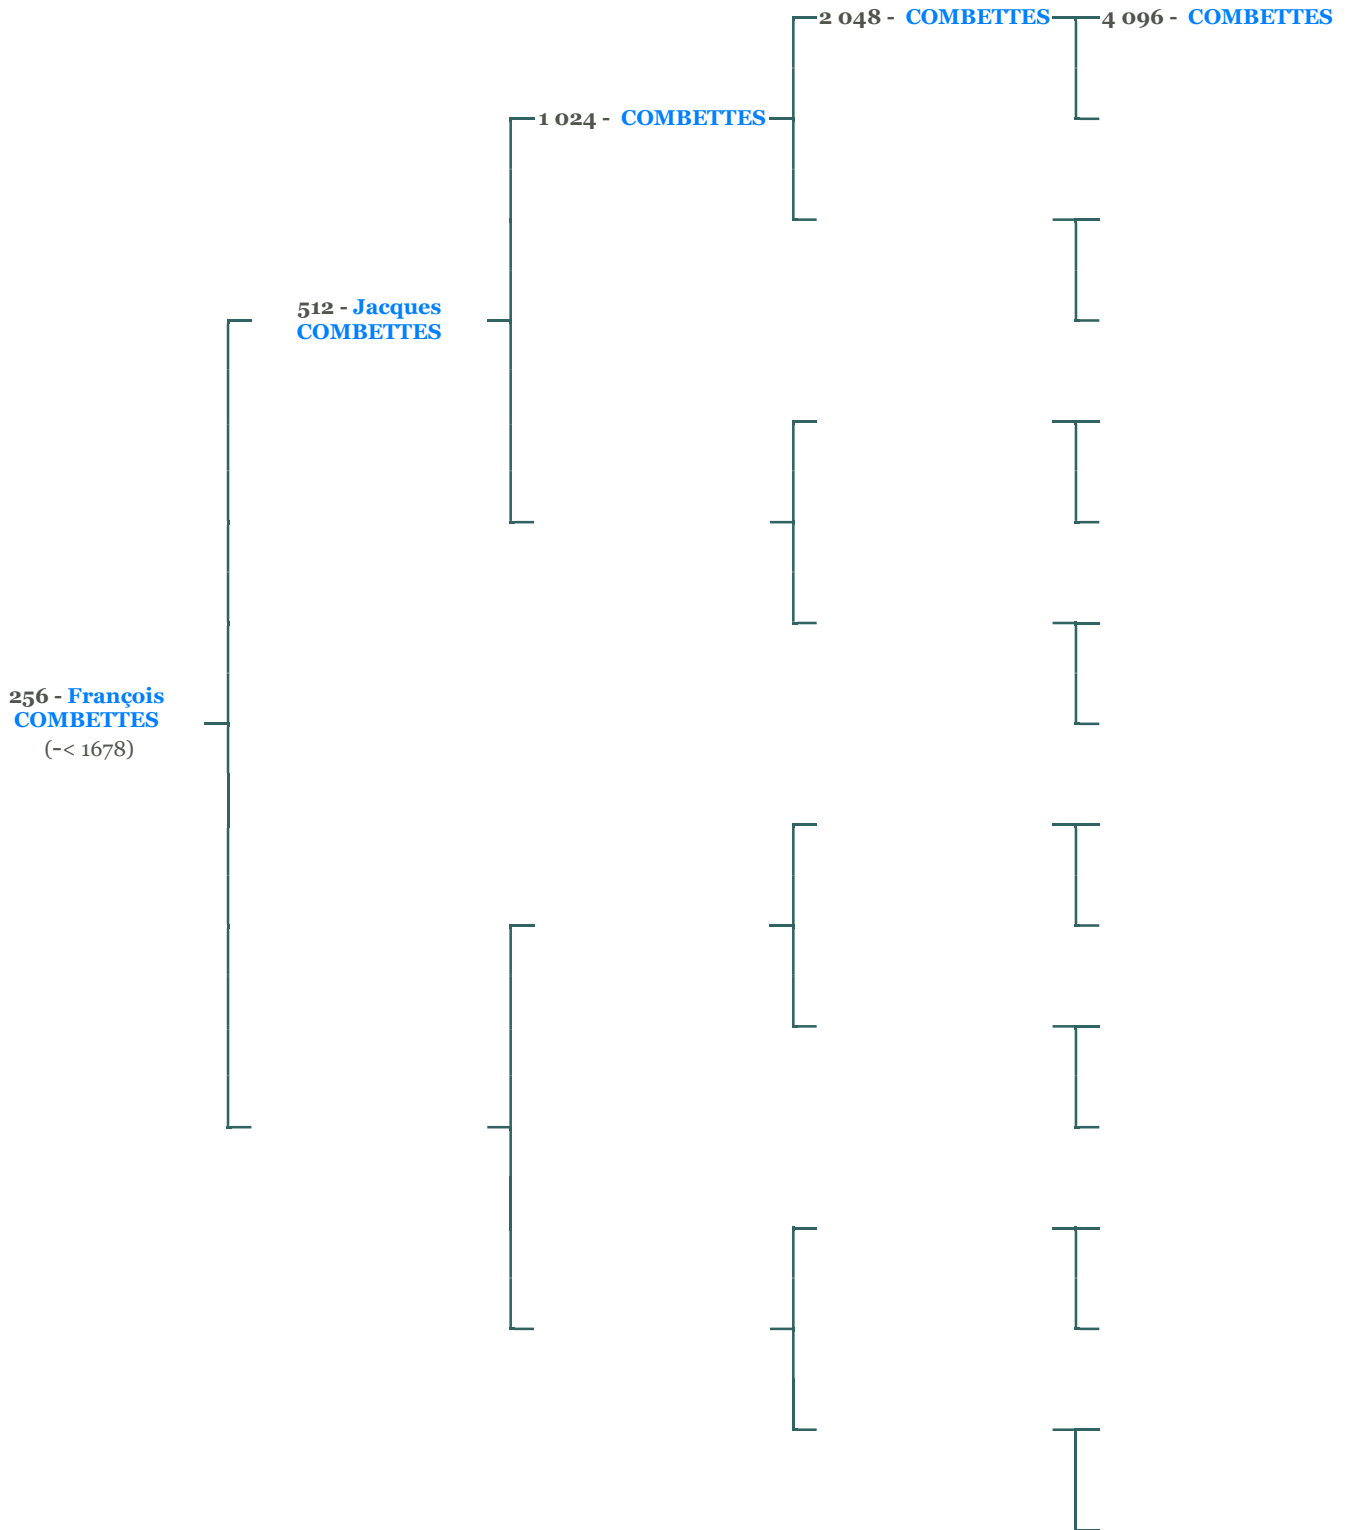 2 048 - COMBETTES
4 096 - COMBETTES
1 024 - COMBETTES
512 - Jacques
COMBETTES
256 - François
COMBETTES
(-< 1678)